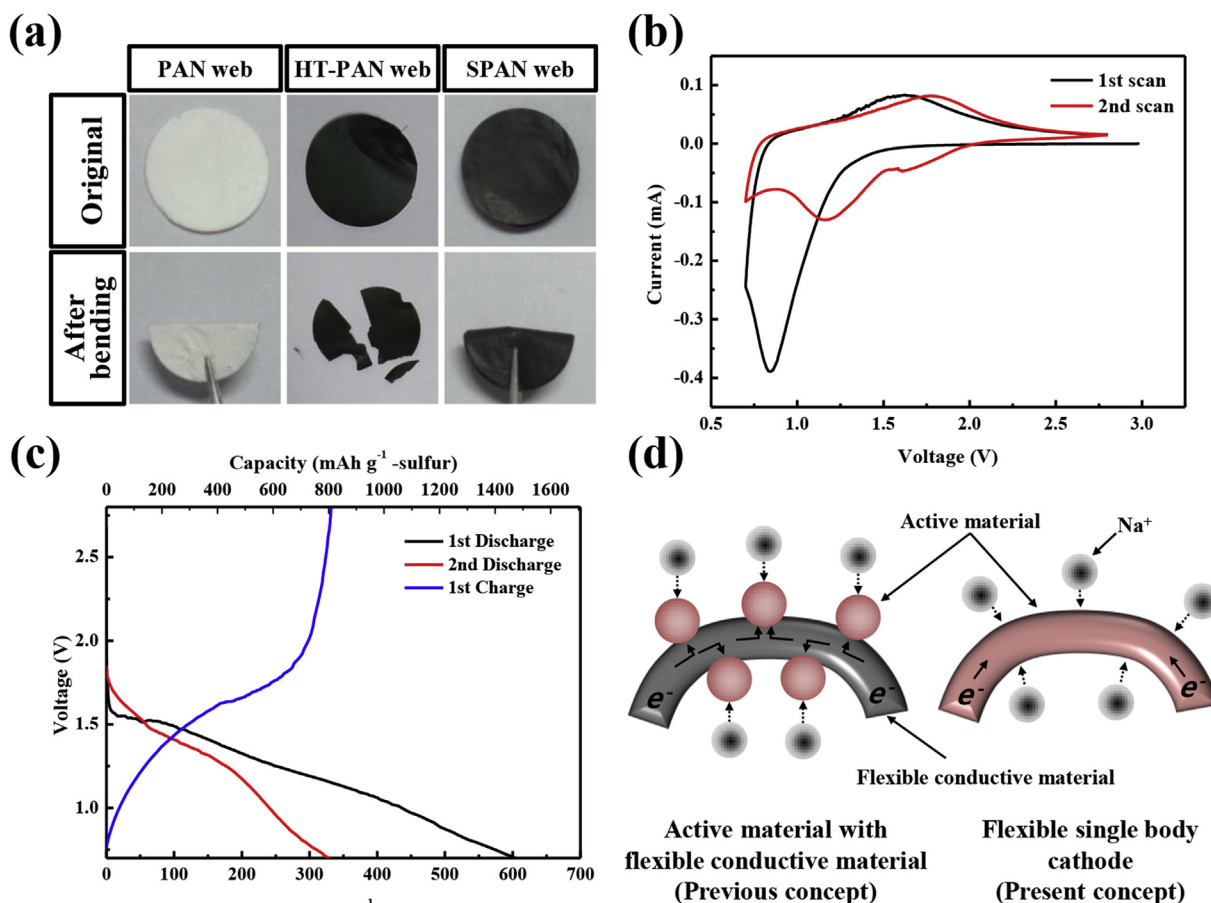 (a)
PAN web
HT-PAN web
SPAN web
Original
After
bending
(b)
1st scan
2nd scan
0.1
0.0
-0.1
-0.2
-0.3
-0.4
Current (mA)
0.5 1.0 1.5 2.0 2.5 3.0
Voltage (V)
(c)
Capacity (mAh g⁻¹ -sulfur)
0 200 400 600 800 1000 1200 1400 1600
1st Discharge
2nd Discharge
1st Charge
2.5
2.0
1.5
1.0
Voltage (V)
0 100 200 300 400 500 600 700
(d)
Active material
Na⁺
e⁻
e⁻
e⁻
e⁻
Flexible conductive material
Active material with
flexible conductive material
(Previous concept)
Flexible single body
cathode
(Present concept)